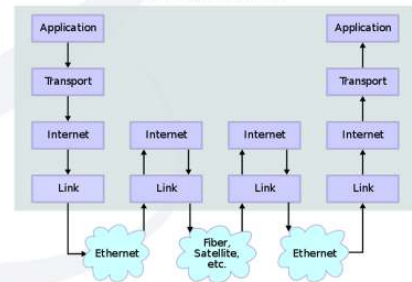 Application
Application
Transport
Transport
Internet
Internet
Internet
Internet
Link
Link
Link
Link
Ethernet
Fiber,
Satellite,
etc.
Ethernet